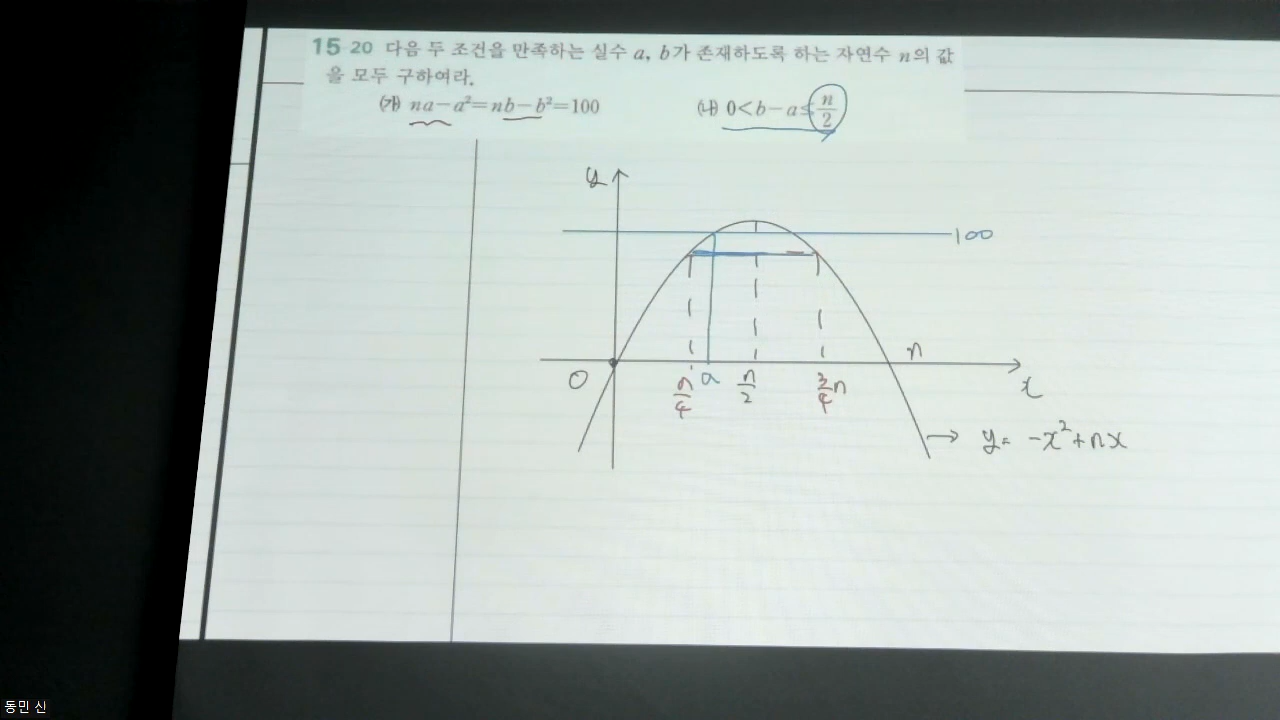 15 20 다음 두 조건을 만족하는 실수 a, b가 존재하도록 하는 자연수 n의 값
을 모두 구하여라.
㈎ na-a²=nb-b²=100 ㈏ 0<b-a≤n/2
y
100
O n/4 a n/2 3/4 n n x
→ y= -x²+nx
동민 신